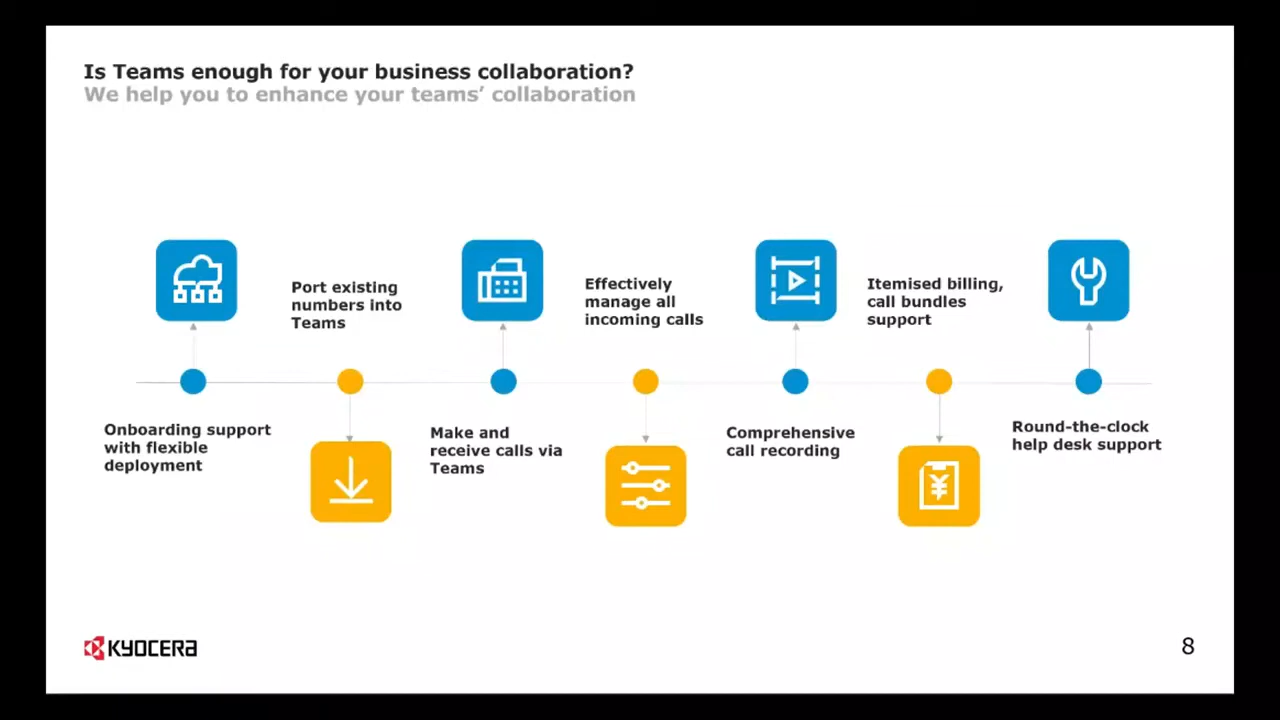 Is Teams enough for your business collaboration?
We help you to enhance your teams’ collaboration
Onboarding support
with flexible
deployment
Port existing
numbers into
Teams
Make and
receive calls via
Teams
Effectively
manage all
incoming calls
Comprehensive
call recording
Itemised billing,
call bundles
support
¥
Round-the-clock
help desk support
KYOCERA
8